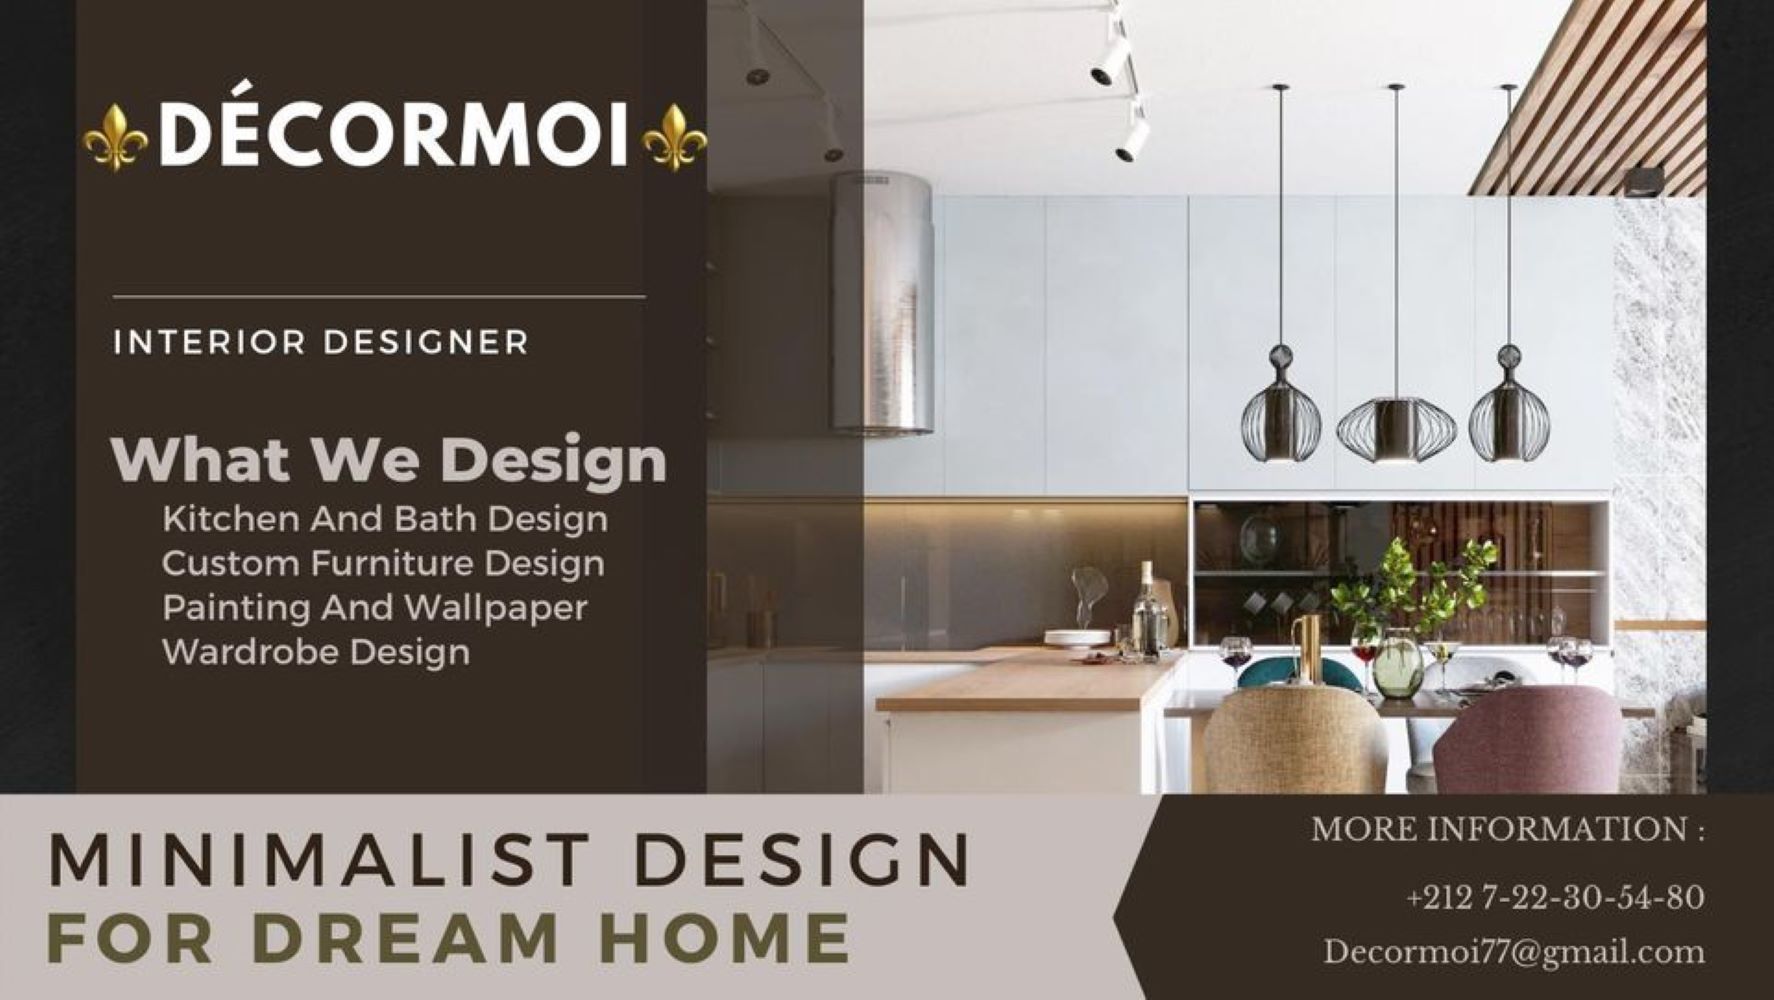 DÉCORMOI
INTERIOR DESIGNER
What We Design
Kitchen And Bath Design
Custom Furniture Design
Painting And Wallpaper
Wardrobe Design
MINIMALIST DESIGN
FOR DREAM HOME
MORE INFORMATION :
+212 7-22-30-54-80
Decormoi77@gmail.com